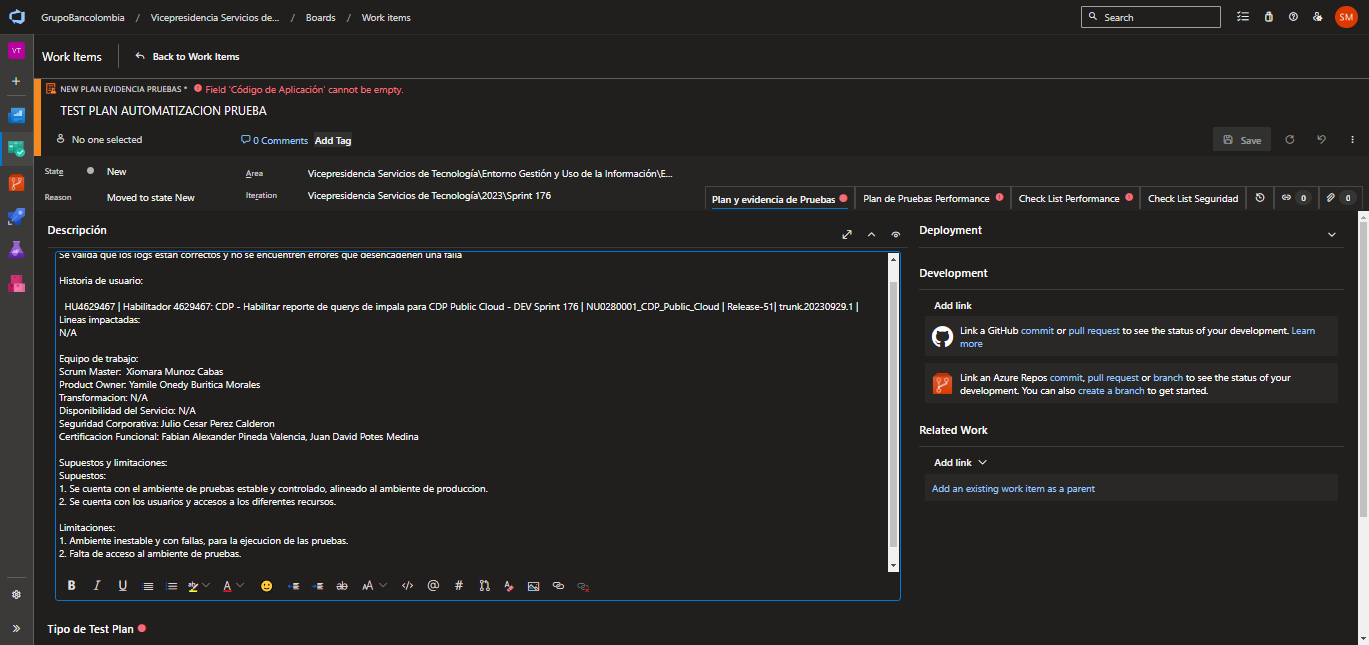 GrupoBancolombia / Vicepresidencia Servicios de... / Boards / Work items
Search
SM
VT
Work Items
Back to Work Items
NEW PLAN EVIDENCIA PRUEBAS * Field 'Código de Aplicación' cannot be empty.
TEST PLAN AUTOMATIZACION PRUEBA
No one selected
0 Comments
Add Tag
Save
State
New
Area
Vicepresidencia Servicios de Tecnología\Entorno Gestión y Uso de la Información\E...
Reason
Moved to state New
Iteration
Vicepresidencia Servicios de Tecnología\2023\Sprint 176
Plan y evidencia de Pruebas
Plan de Pruebas Performance
Check List Performance
Check List Seguridad
0
0
Descripción
Se valida que los logs estan correctos y no se encuentren errores que desencadenen una falla
Historia de usuario:
HU4629467 | Habilitador 4629467: CDP - Habilitar reporte de querys de impala para CDP Public Cloud - DEV Sprint 176 | NU0280001_CDP_Public_Cloud | Release-51| trunk.20230929.1 |
Lineas impactadas:
N/A
Equipo de trabajo:
Scrum Master: Xiomara Munoz Cabas
Product Owner: Yamile Onedy Buritica Morales
Transformacion: N/A
Disponibilidad del Servicio: N/A
Seguridad Corporativa: Julio Cesar Perez Calderon
Certificacion Funcional: Fabian Alexander Pineda Valencia, Juan David Potes Medina
Supuestos y limitaciones:
Supuestos:
1. Se cuenta con el ambiente de pruebas estable y controlado, alineado al ambiente de produccion.
2. Se cuenta con los usuarios y accesos a los diferentes recursos.
Limitaciones:
1. Ambiente inestable y con fallas, para la ejecucion de las pruebas.
2. Falta de acceso al ambiente de pruebas.
Tipo de Test Plan
Deployment
Development
Add link
Link a GitHub commit or pull request to see the status of your development. Learn
more
Link an Azure Repos commit, pull request or branch to see the status of your
development. You can also create a branch to get started.
Related Work
Add link
Add an existing work item as a parent